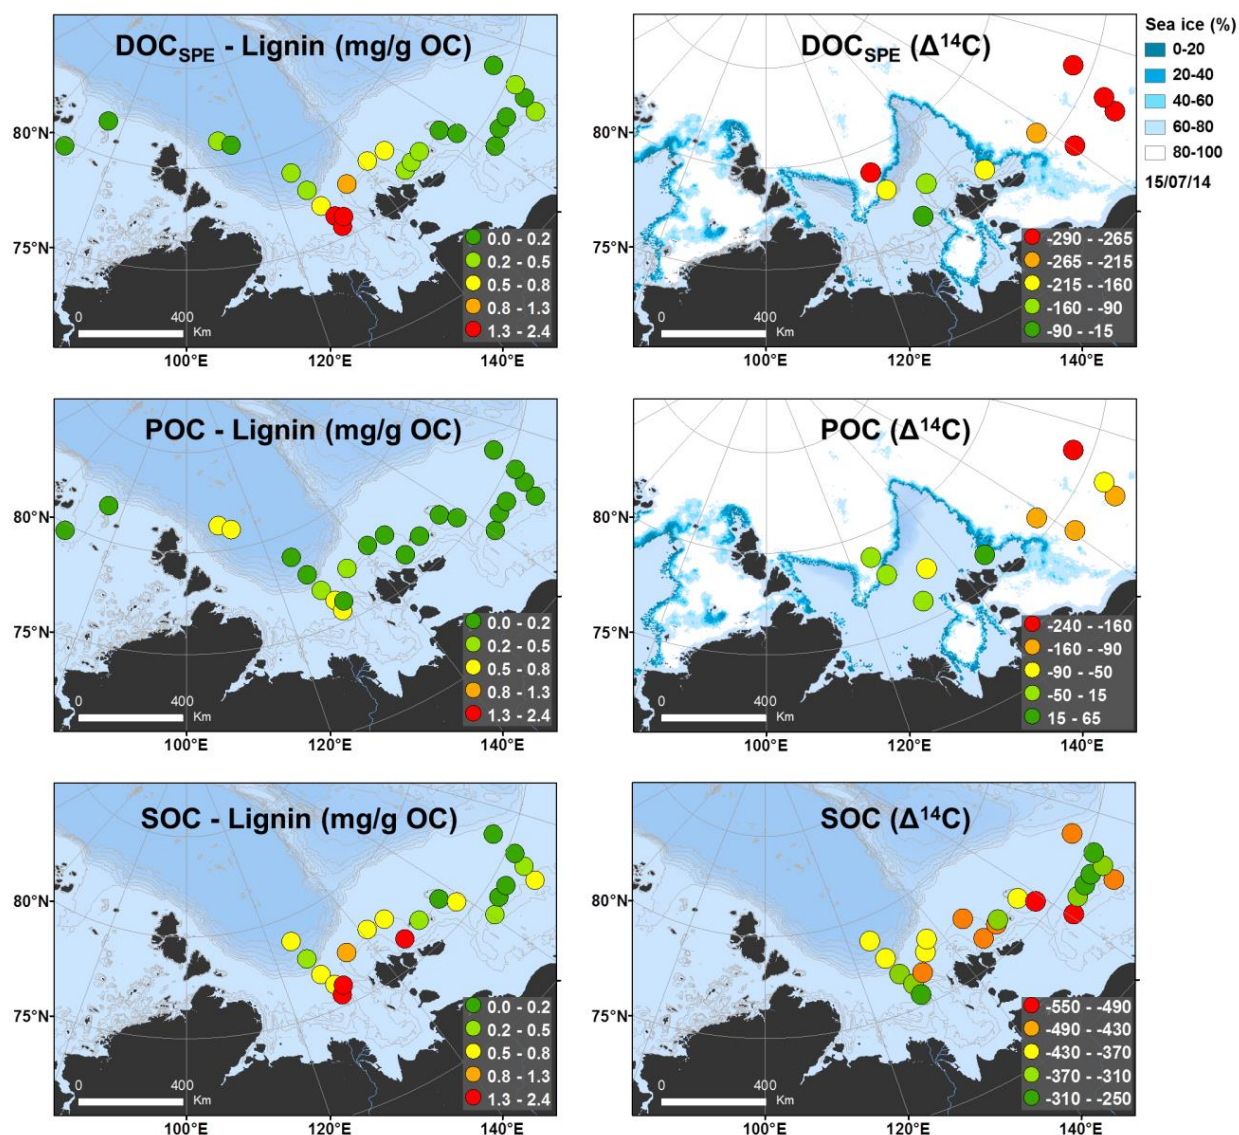 DOCSPE - Lignin (mg/g OC)
80°N
75°N
0 400
Km
0.0 - 0.2
0.2 - 0.5
0.5 - 0.8
0.8 - 1.3
1.3 - 2.4
100°E 120°E 140°E
DOCSPE (Δ14C)
-290 - -265
-265 - -215
-215 - -160
-160 - -90
-90 - -15
0 400
Km
100°E 120°E 140°E
Sea ice (%)
0-20
20-40
40-60
60-80
80-100
15/07/14
POC - Lignin (mg/g OC)
80°N
75°N
0 400
Km
0.0 - 0.2
0.2 - 0.5
0.5 - 0.8
0.8 - 1.3
1.3 - 2.4
100°E 120°E 140°E
POC (Δ14C)
-240 - -160
-160 - -90
-90 - -50
-50 - 15
15 - 65
0 400
Km
100°E 120°E 140°E
SOC - Lignin (mg/g OC)
80°N
75°N
0 400
Km
0.0 - 0.2
0.2 - 0.5
0.5 - 0.8
0.8 - 1.3
1.3 - 2.4
100°E 120°E 140°E
SOC (Δ14C)
-550 - -490
-490 - -430
-430 - -370
-370 - -310
-310 - -250
0 400
Km
100°E 120°E 140°E